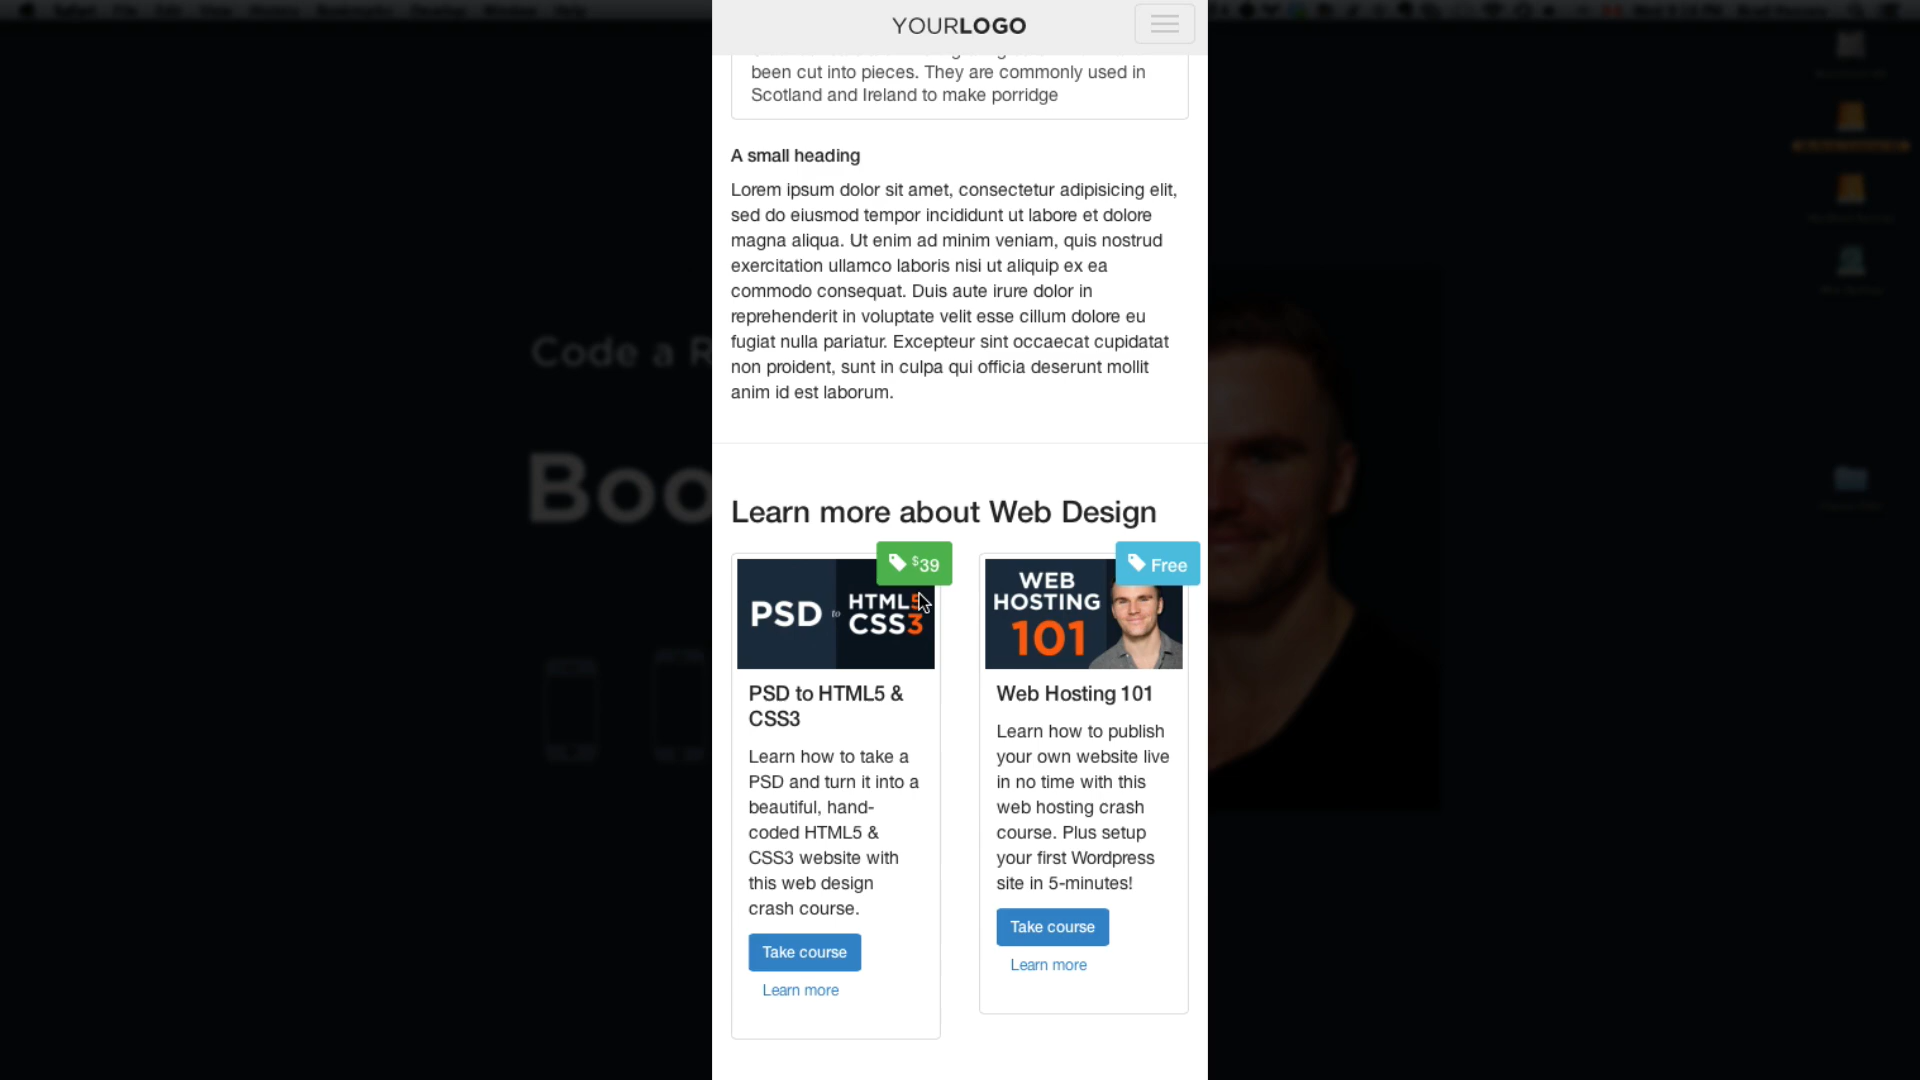 YOURLOGO
been cut into pieces. They are commonly used in
Scotland and Ireland to make porridge
A small heading
Lorem ipsum dolor sit amet, consectetur adipisicing elit,
sed do eiusmod tempor incididunt ut labore et dolore
magna aliqua. Ut enim ad minim veniam, quis nostrud
exercitation ullamco laboris nisi ut aliquip ex ea
commodo consequat. Duis aute irure dolor in
reprehenderit in voluptate velit esse cillum dolore eu
fugiat nulla pariatur. Excepteur sint occaecat cupidatat
non proident, sunt in culpa qui officia deserunt mollit
anim id est laborum.
Code a R
Boo
Learn more about Web Design
$39
PSD to HTML5
CSS3
PSD to HTML5 &
CSS3
Learn how to take a
PSD and turn it into a
beautiful, hand-
coded HTML5 &
CSS3 website with
this web design
crash course.
Take course
Learn more
Free
WEB
HOSTING
101
Web Hosting 101
Learn how to publish
your own website live
in no time with this
web hosting crash
course. Plus setup
your first Wordpress
site in 5-minutes!
Take course
Learn more